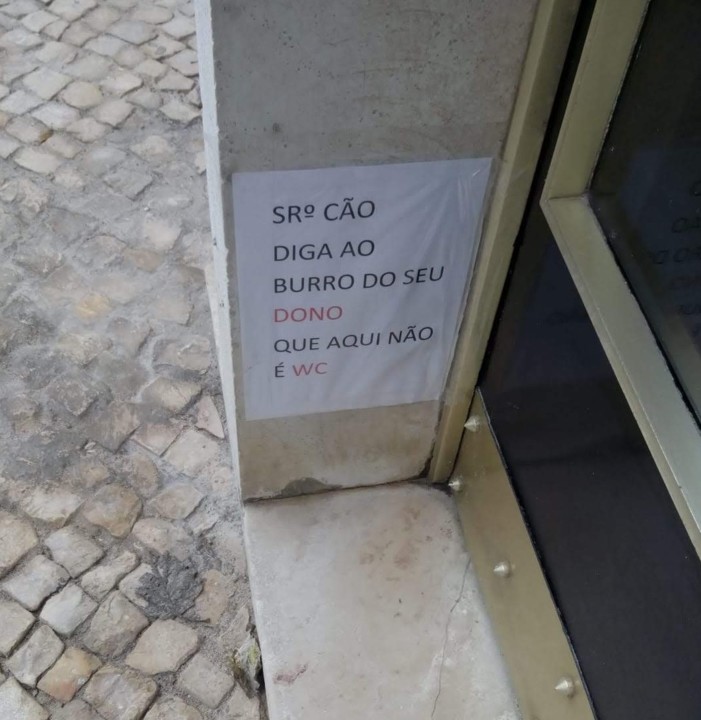 SRº CÃO
DIGA AO
BURRO DO SEU
DONO
QUE AQUI NÃO
É WC